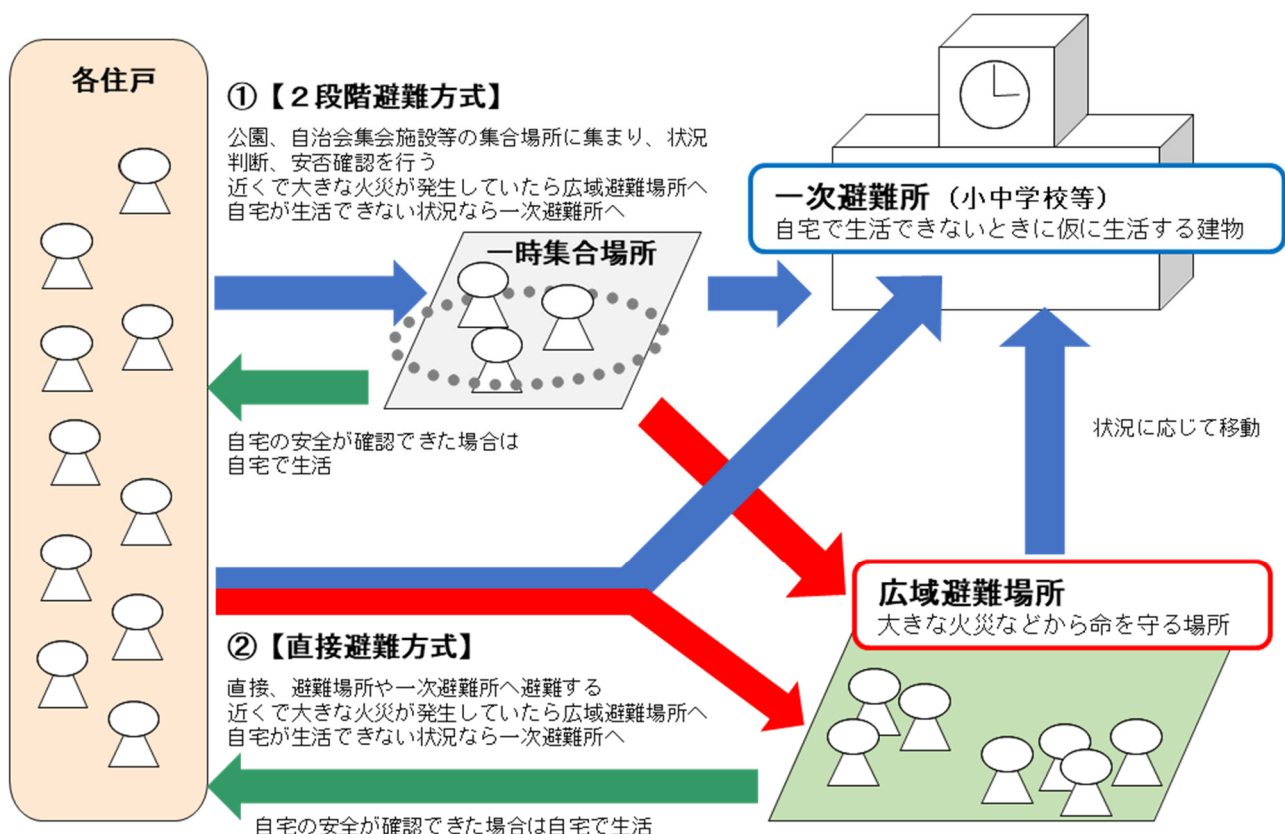 各住戸
①【２段階避難方式】
公園、自治会集会施設等の集合場所に集まり、状況
判断、安否確認を行う
近くで大きな火災が発生していたら広域避難場所へ
自宅が生活できない状況なら一次避難所へ
一時集合場所
自宅の安全が確認できた場合は
自宅で生活
一次避難所（小中学校等）
自宅で生活できないときに仮に生活する建物
状況に応じて移動
広域避難場所
大きな火災などから命を守る場所
②【直接避難方式】
直接、避難場所や一次避難所へ避難する
近くで大きな火災が発生していたら広域避難場所へ
自宅が生活できない状況なら一次避難所へ
自宅の安全が確認できた場合は自宅で生活